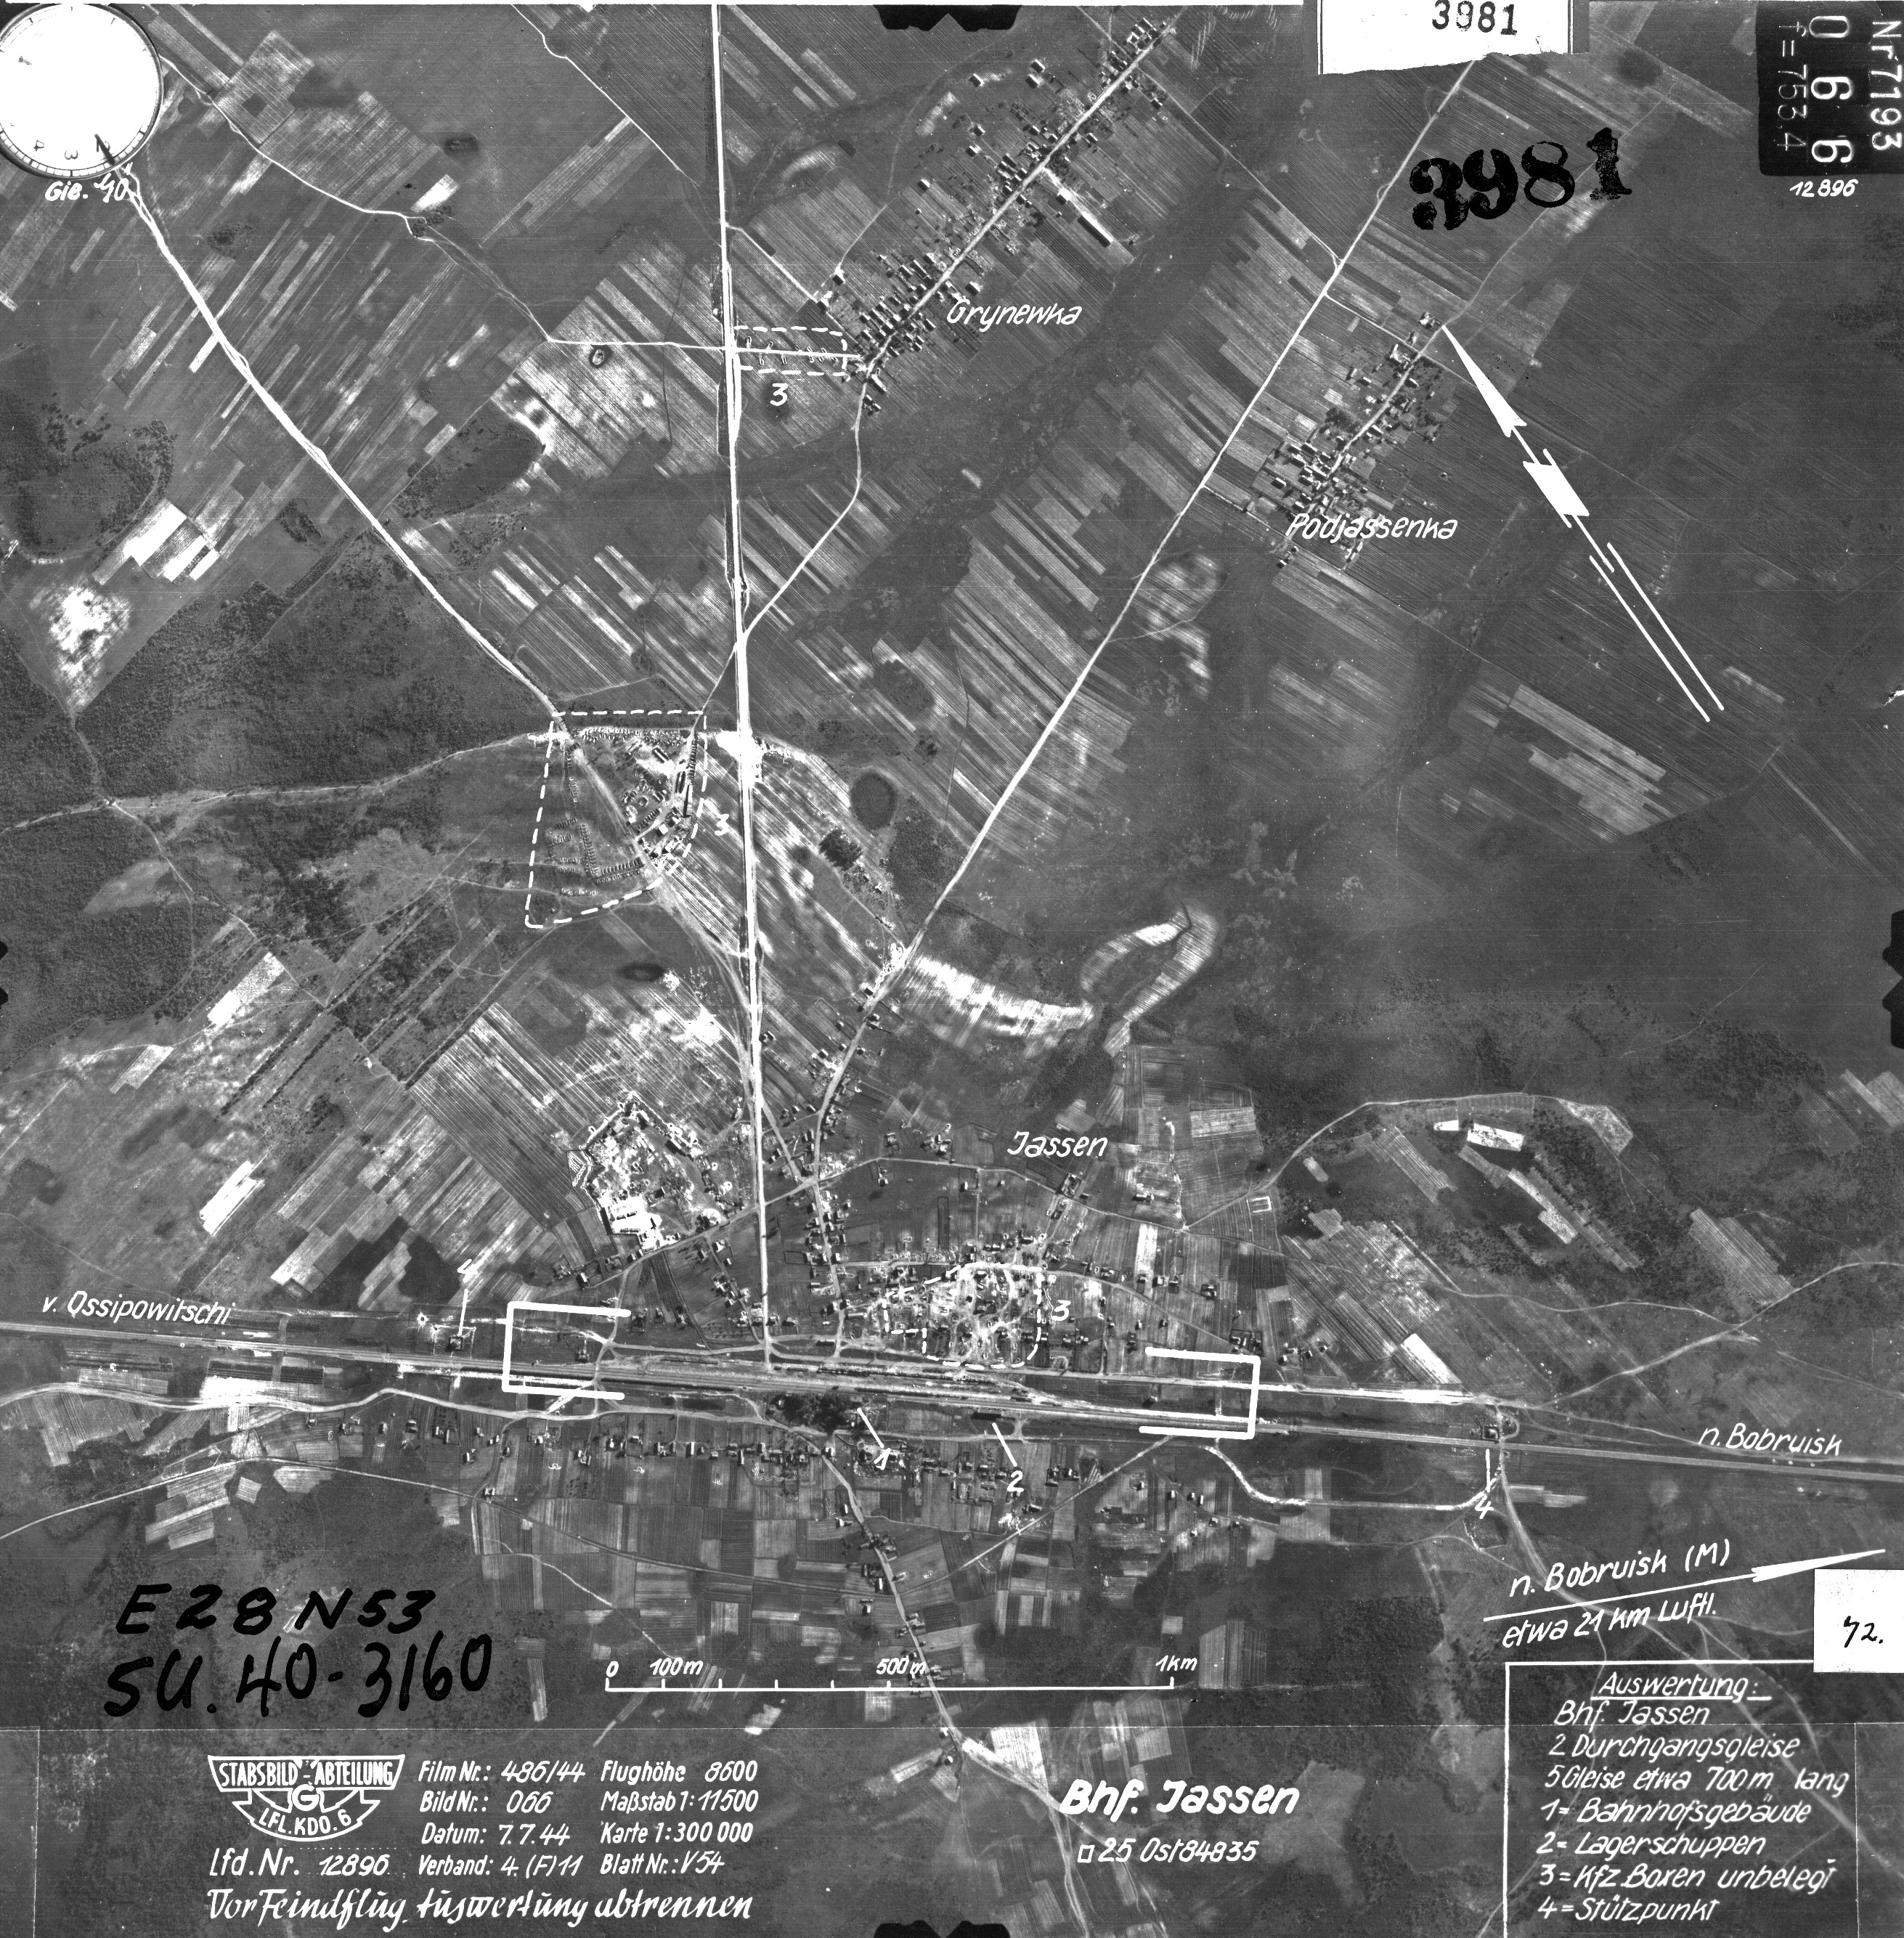 3981
Nr 7193
0 6 6
f = 753,4
12896
3981
Gie. 40
4 3
Grynewka
3
Podjassenka
3
Jassen
4
v. Ossipowitschi
3
n. Bobruisk
1
2
4
n. Bobruisk (M)
etwa 21 km Luftl.
72.
E 28 N 53
SU. 40-3160
0 100m 500m 1km
Auswertung:
Bhf. Jassen
2 Durchgangsgleise
5 Gleise etwa 700 m lang
1= Bahnhofsgebäude
2= Lagerschuppen
3= Kfz. Boxen unbelegt
4= Stützpunkt
STABSBILD-ABTEILUNG
G
LFL. KDO. 6
Film Nr.: 486/44 Flughöhe 8600
Bild Nr.: 066 Maßstab 1: 11500
Datum: 7.7.44 Karte 1:300 000
Lfd. Nr. 12896 Verband: 4. (F) 11 Blatt Nr.: V 54
Vor Feindflug Auswertung abtrennen
Bhf. Jassen
□ 25 Ost 84835